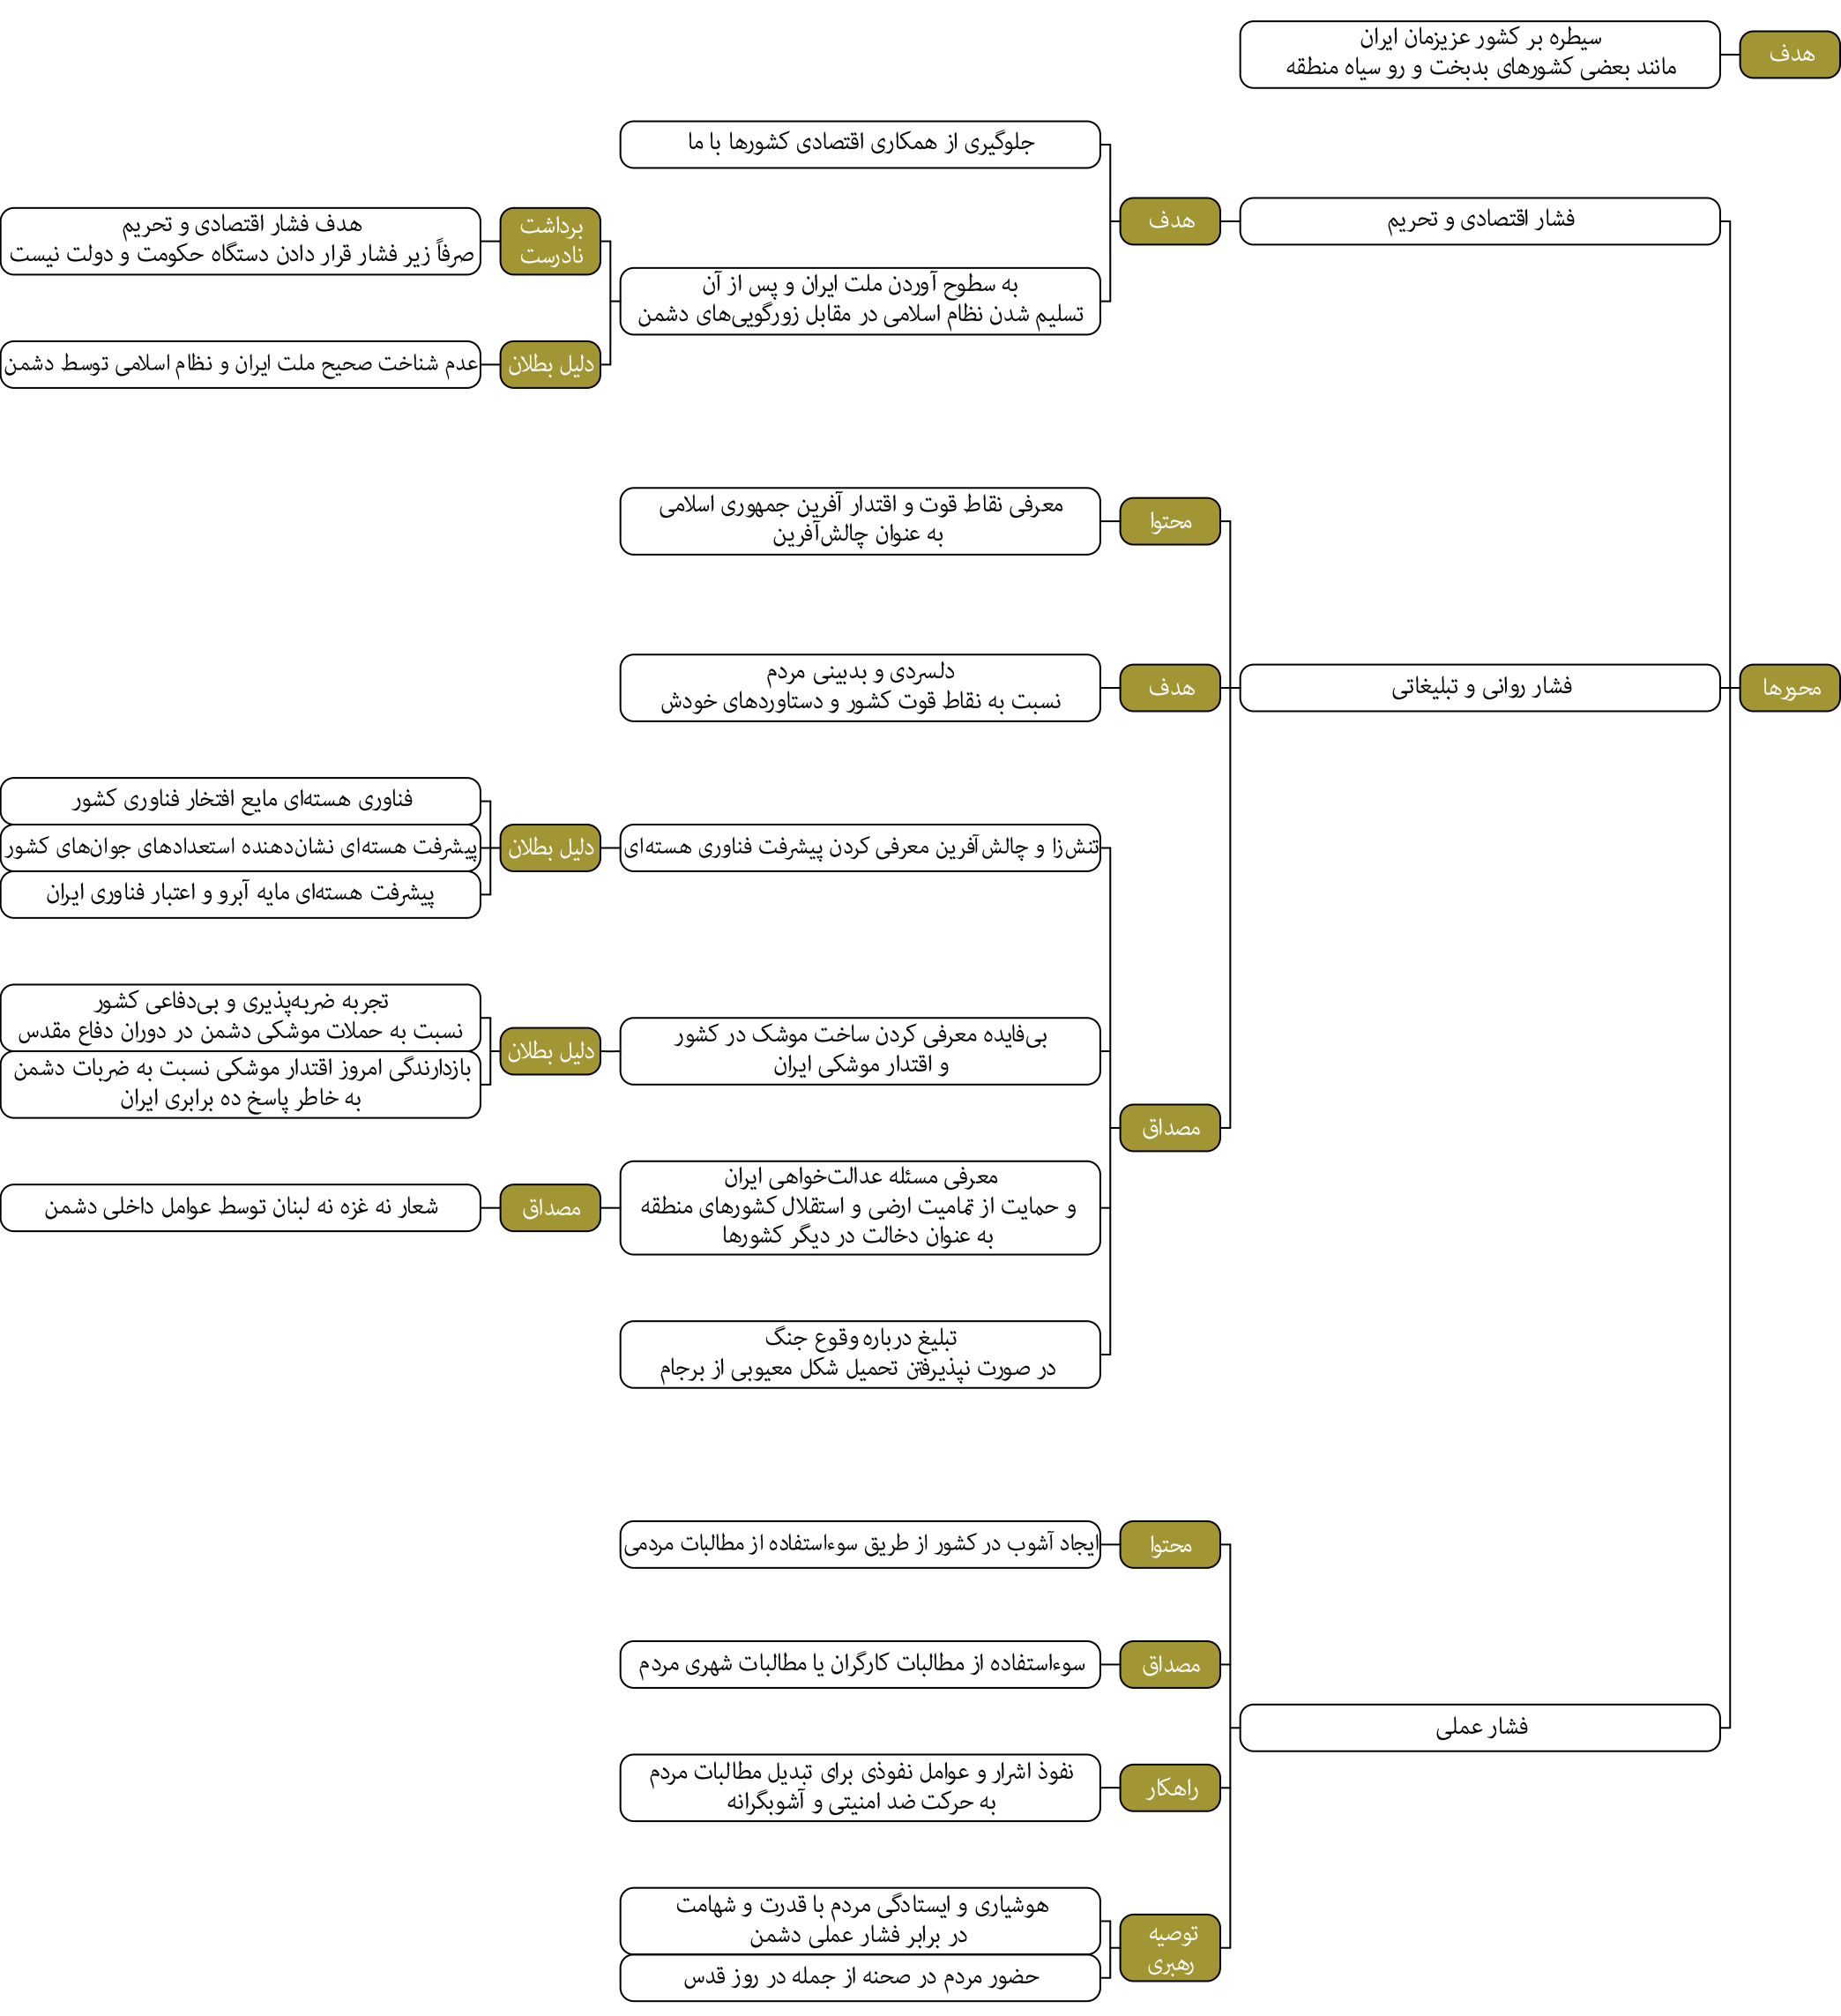 هدف
سیطره بر کشور عزیزمان ایران
مانند بعضی کشورهای بدبخت و رو سیاه منطقه
محورها
فشار اقتصادی و تحریم
هدف
جلوگیری از همکاری اقتصادی کشورها با ما
به سطوح آوردن ملت ایران و پس از آن
تسلیم شدن نظام اسلامی در مقابل زورگویی‌های دشمن
برداشت
نادرست
هدف فشار اقتصادی و تحریم
صرفاً زیر فشار قرار دادن دستگاه حکومت و دولت نیست
دلیل بطلان
عدم شناخت صحیح ملت ایران و نظام اسلامی توسط دشمن
فشار روانی و تبلیغاتی
محتوا
معرفی نقاط قوت و اقتدار آفرین جمهوری اسلامی
به عنوان چالش‌آفرین
هدف
دلسردی و بدبینی مردم
نسبت به نقاط قوت کشور و دستاوردهای خودش
مصداق
تنش‌زا و چالش‌آفرین معرفی کردن پیشرفت فناوری هسته‌ای
دلیل بطلان
فناوری هسته‌ای مایع افتخار فناوری کشور
پیشرفت هسته‌ای نشان‌دهنده استعدادهای جوان‌های کشور
پیشرفت هسته‌ای مایه آبرو و اعتبار فناوری ایران
بی‌فایده معرفی کردن ساخت موشک در کشور
و اقتدار موشکی ایران
دلیل بطلان
تجربه ضربه‌پذیری و بی‌دفاعی کشور
نسبت به حملات موشکی دشمن در دوران دفاع مقدس
بازدارندگی امروز اقتدار موشکی نسبت به ضربات دشمن
به خاطر پاسخ ده برابری ایران
معرفی مسئله عدالت‌خواهی ایران
و حمایت از تمامیت ارضی و استقلال کشورهای منطقه
به عنوان دخالت در دیگر کشورها
مصداق
شعار نه غزه نه لبنان توسط عوامل داخلی دشمن
تبلیغ درباره وقوع جنگ
در صورت نپذیرفتن تحمیل شکل معیوبی از برجام
فشار عملی
محتوا
ایجاد آشوب در کشور از طریق سوءاستفاده از مطالبات مردمی
مصداق
سوءاستفاده از مطالبات کارگران یا مطالبات شهری مردم
راهکار
نفوذ اشرار و عوامل نفوذی برای تبدیل مطالبات مردم
به حرکت ضد امنیتی و آشوبگرانه
توصیه
رهبری
هوشیاری و ایستادگی مردم با قدرت و شهامت
در برابر فشار عملی دشمن
حضور مردم در صحنه از جمله در روز قدس